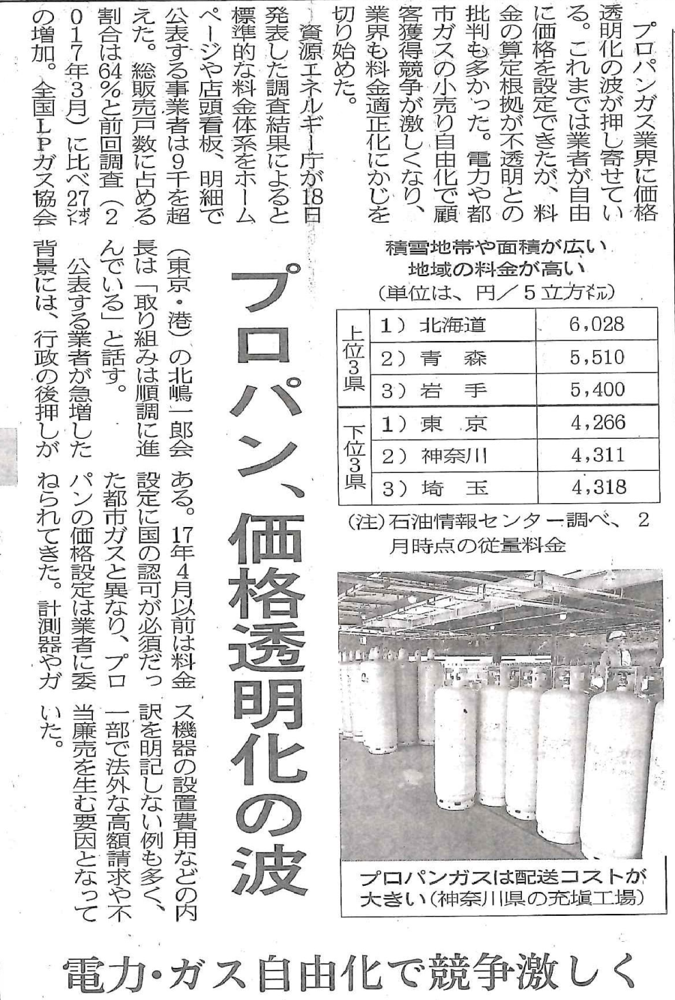 プロパン、価格透明化の波
電力・ガス自由化で競争激しく
　プロパンガス業界に価格
透明化の波が押し寄せてい
る。これまでは業者が自由
に価格を設定できたが、料
金の算定根拠が不透明との
批判も多かった。電力や都
市ガスの小売り自由化で顧
客獲得競争が激しくなり、
業界も料金適正化にかじを
切り始めた。
　資源エネルギー庁が18日
発表した調査結果によると
標準的な料金体系をホーム
ページや店頭看板、明細で
公表する事業者は９千を超
えた。総販売戸数に占める
割合は64％と前回調査（２
０１７年３月）に比べ27㌽
の増加。全国ＬＰガス協会
（東京・港）の北嶋一郎会
長は「取り組みは順調に進
んでいる」と話す。
　公表する業者が急増した
背景には、行政の後押しが
ある。17年４月以前は料金
設定に国の認可が必須だっ
た都市ガスと異なり、プロ
パンの価格設定は業者に委
ねられてきた。計測器やガ
ス機器の設置費用などの内
訳を明記しない例も多く、
一部で法外な高額請求や不
当廉売を生む要因となって
いた。
積雪地帯や面積が広い
地域の料金が高い
（単位は、円／５立方㍍）
上位3県
1）北海道 6,028
2）青　森 5,510
3）岩　手 5,400
下位3県
1）東　京 4,266
2）神奈川 4,311
3）埼　玉 4,318
（注）石油情報センター調べ、２
月時点の従量料金
プロパンガスは配送コストが
大きい（神奈川県の充塡工場）